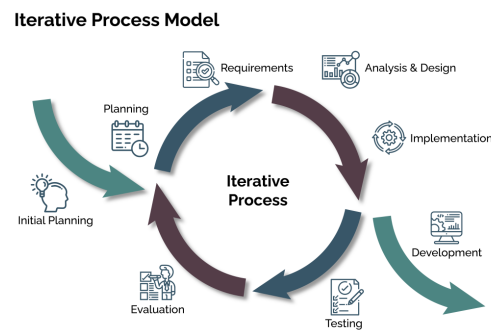 Iterative Process Model
Requirements
Analysis & Design
Planning
Implementation
Iterative
Process
Initial Planning
Development
Evaluation
Testing